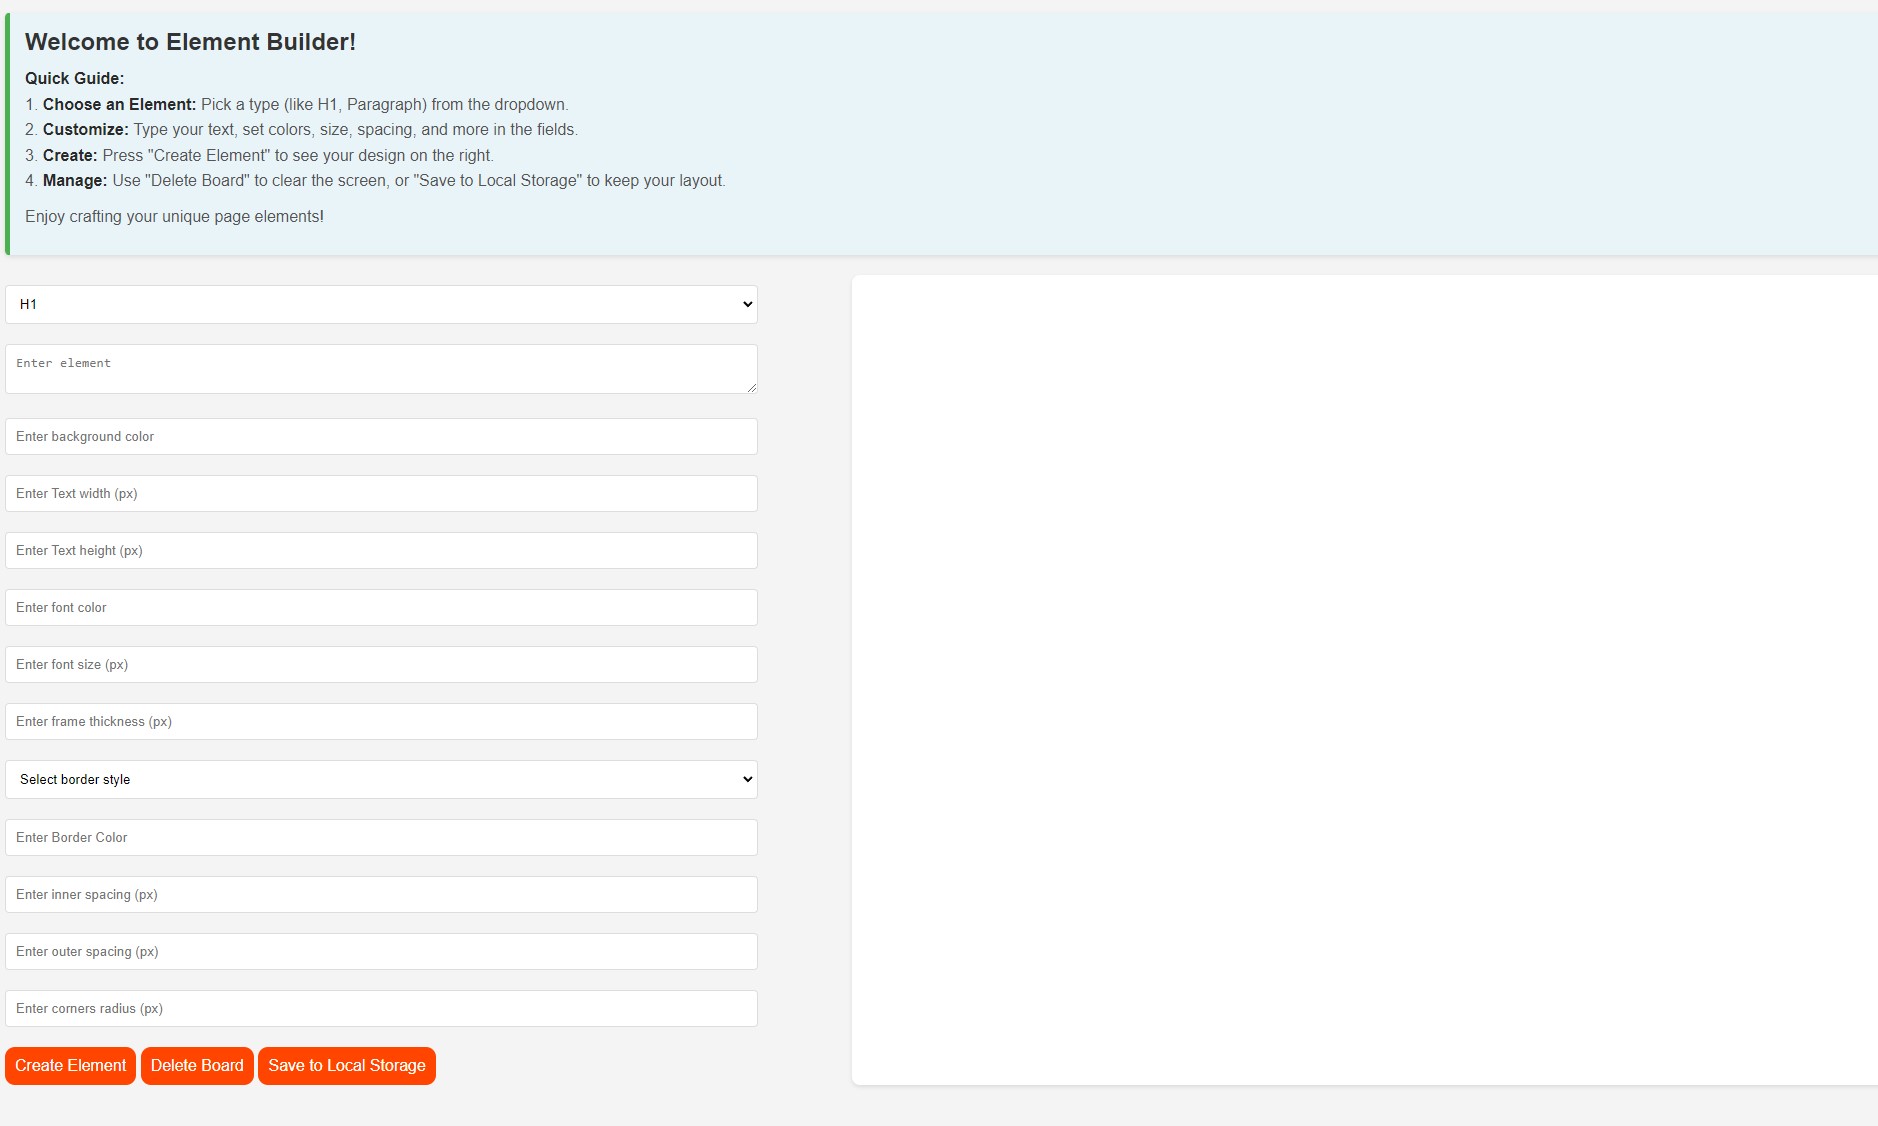 Welcome to Element Builder!
Quick Guide:
1. Choose an Element: Pick a type (like H1, Paragraph) from the dropdown.
2. Customize: Type your text, set colors, size, spacing, and more in the fields.
3. Create: Press "Create Element" to see your design on the right.
4. Manage: Use "Delete Board" to clear the screen, or "Save to Local Storage" to keep your layout.
Enjoy crafting your unique page elements!
H1
Enter element
Enter background color
Enter Text width (px)
Enter Text height (px)
Enter font color
Enter font size (px)
Enter frame thickness (px)
Select border style
Enter Border Color
Enter inner spacing (px)
Enter outer spacing (px)
Enter corners radius (px)
Create Element Delete Board Save to Local Storage